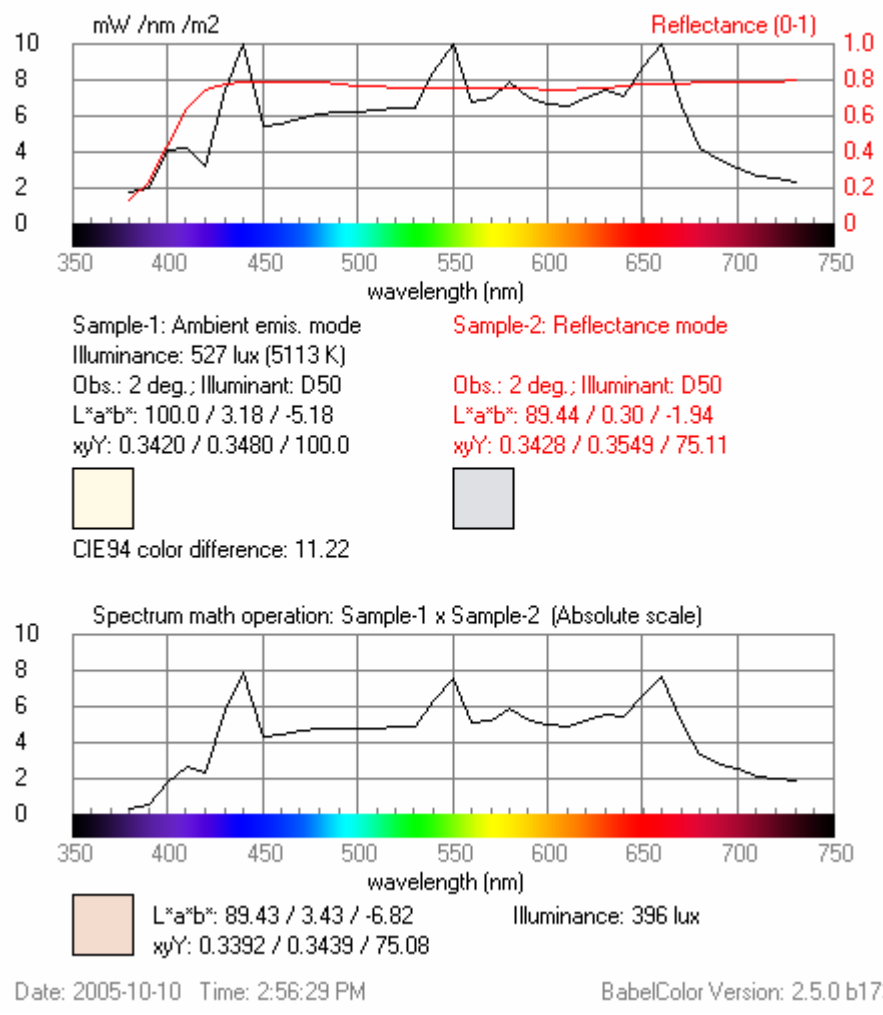 mW /nm /m2 Reflectance (0-1)
10 1.0
8 0.8
6 0.6
4 0.4
2 0.2
0 0
350 400 450 500 550 600 650 700 750
wavelength (nm)
Sample-1: Ambient emis. mode Sample-2: Reflectance mode
Illuminance: 527 lux (5113 K)
Obs.: 2 deg.; Illuminant: D50 Obs.: 2 deg.; Illuminant: D50
L*a*b*: 100.0 / 3.18 / -5.18 L*a*b*: 89.44 / 0.30 / -1.94
xyY: 0.3420 / 0.3480 / 100.0 xyY: 0.3428 / 0.3549 / 75.11
CIE94 color difference: 11.22
Spectrum math operation: Sample-1 x Sample-2 (Absolute scale)
10
8
6
4
2
0
350 400 450 500 550 600 650 700 750
wavelength (nm)
L*a*b*: 89.43 / 3.43 / -6.82 Illuminance: 396 lux
xyY: 0.3392 / 0.3439 / 75.08
Date: 2005-10-10 Time: 2:56:29 PM BabelColor Version: 2.5.0 b17